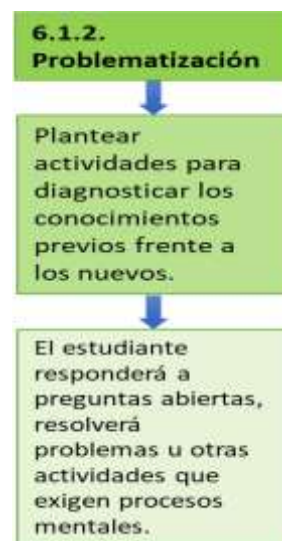 6.1.2.
Problematización
Plantear
actividades para
diagnosticar los
conocimientos
previos frente a
los nuevos.
El estudiante
responderá a
preguntas abiertas,
resolverá
problemas u otras
actividades que
exigen procesos
mentales.